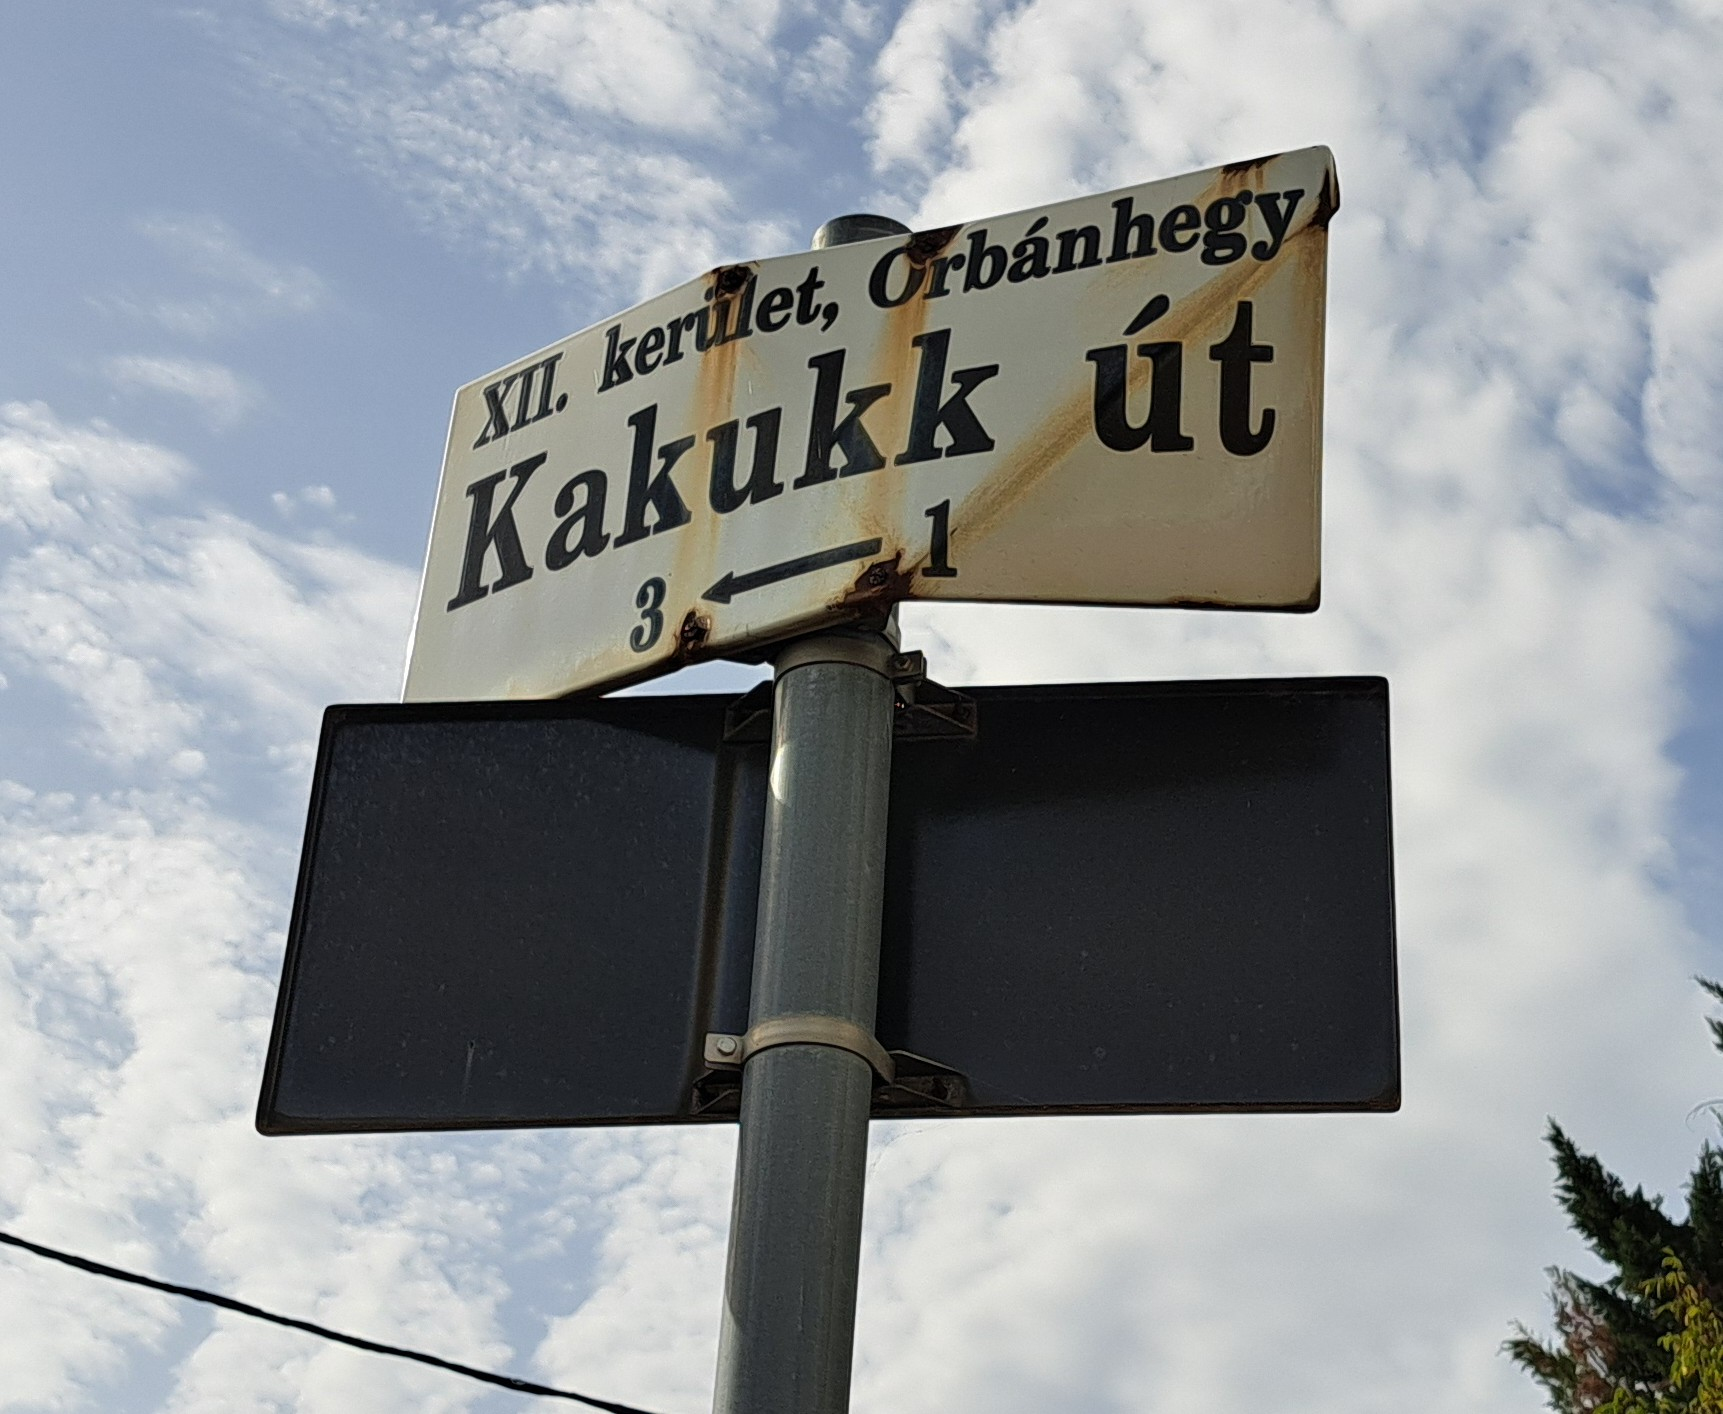 XII. kerület, Orbánhegy
Kakukk út
3 ← 1